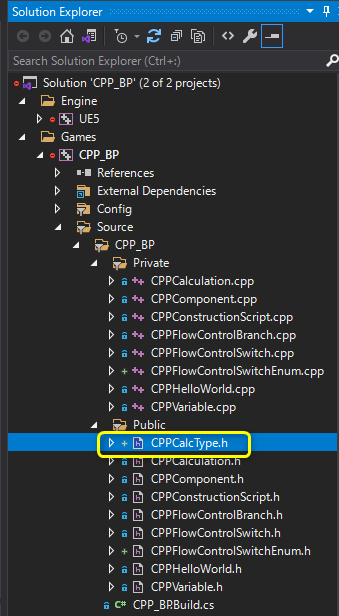 Solution Explorer
Search Solution Explorer (Ctrl+;)
Solution 'CPP_BP' (2 of 2 projects)
Engine
UE5
Games
CPP_BP
References
External Dependencies
Config
Source
CPP_BP
Private
CPPCalculation.cpp
CPPComponent.cpp
CPPConstructionScript.cpp
CPPFlowControlBranch.cpp
CPPFlowControlSwitch.cpp
CPPFlowControlSwitchEnum.cpp
CPPHelloWorld.cpp
CPPVariable.cpp
Public
CPPCalcType.h
CPPCalculation.h
CPPComponent.h
CPPConstructionScript.h
CPPFlowControlBranch.h
CPPFlowControlSwitch.h
CPPFlowControlSwitchEnum.h
CPPHelloWorld.h
CPPVariable.h
C# CPP_BPBuild.cs